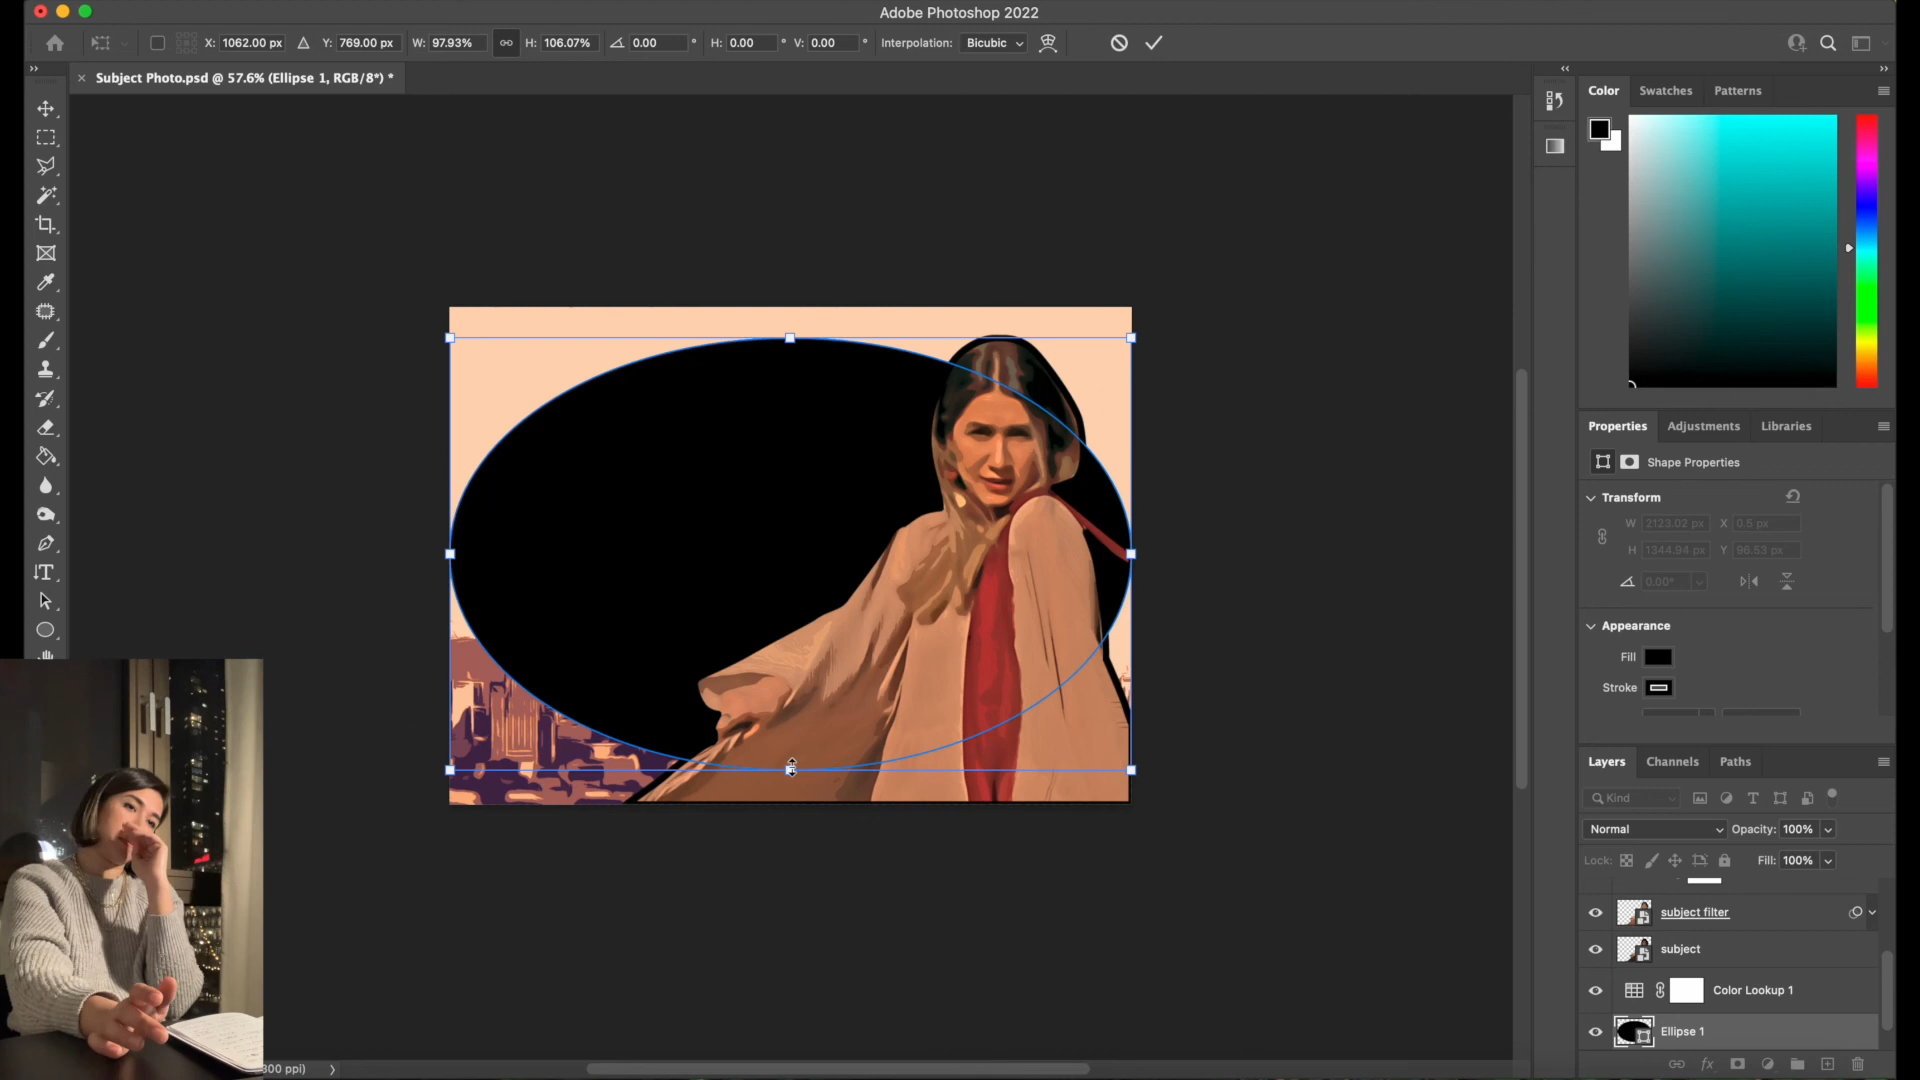 Adobe Photoshop 2022
X: 1062.00 px Y: 769.00 px W: 97.93% H: 106.07% 0.00 ° H: 0.00 ° V: 0.00 ° Interpolation: Bicubic
Subject Photo.psd @ 57.6% (Ellipse 1, RGB/8*) *
Color Swatches Patterns
Properties Adjustments Libraries
Shape Properties
Transform
W 2123.02 px X 0.5 px
H 1344.94 px Y 96.53 px
0.00°
Appearance
Fill
Stroke
Layers Channels Paths
Kind
Normal Opacity: 100%
Lock: Fill: 100%
subject filter
subject
Color Lookup 1
Ellipse 1
fx
300 ppi)